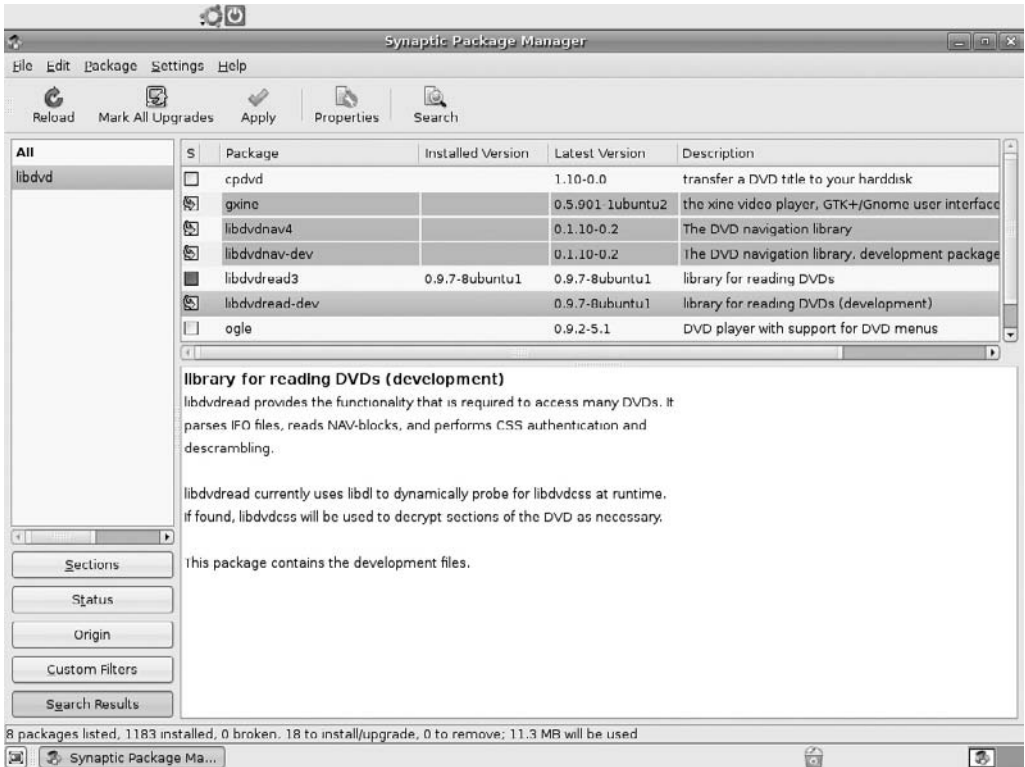 Synaptic Package Manager
File Edit Package Settings Help
Reload Mark All Upgrades Apply Properties Search
All
libdvd
S Package Installed Version Latest Version Description
cpdvd 1.10-0.0 transfer a DVD title to your harddisk
gxine 0.5.901-1ubuntu2 the xine video player, GTK+/Gnome user interface
libdvdnav4 0.1.10-0.2 The DVD navigation library
libdvdnav-dev 0.1.10-0.2 The DVD navigation library, development package
libdvdread3 0.9.7-8ubuntu1 0.9.7-8ubuntu1 library for reading DVDs
libdvdread-dev 0.9.7-8ubuntu1 library for reading DVDs (development)
ogle 0.9.2-5.1 DVD player with support for DVD menus
library for reading DVDs (development)
libdvdread provides the functionality that is required to access many DVDs. It
parses IFO files, reads NAV-blocks, and performs CSS authentication and
descrambling.
libdvdread currently uses libdl to dynamically probe for libdvdcss at runtime.
If found, libdvdcss will be used to decrypt sections of the DVD as necessary.
This package contains the development files.
Sections
Status
Origin
Custom Filters
Search Results
8 packages listed, 1183 installed, 0 broken. 18 to install/upgrade, 0 to remove; 11.3 MB will be used
Synaptic Package Ma...